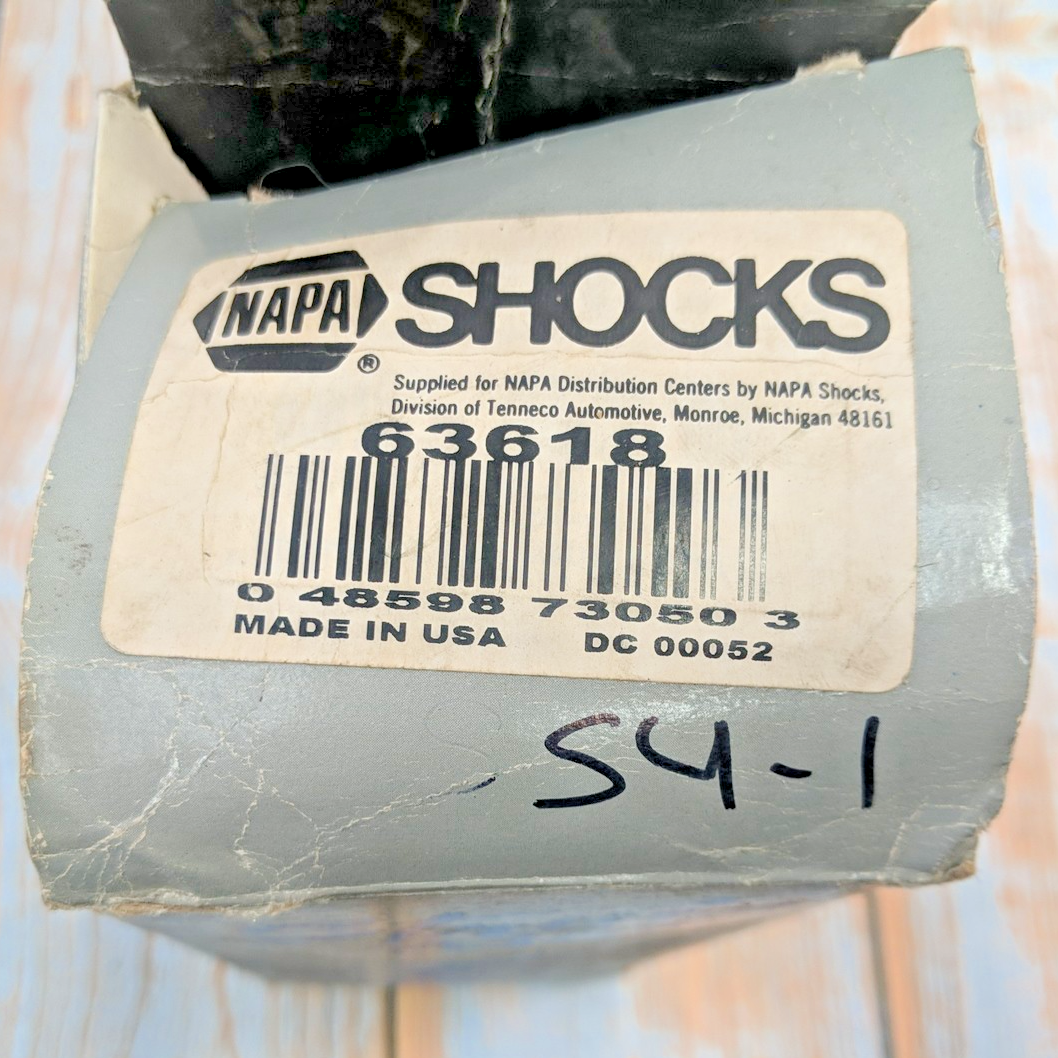 NAPA® SHOCKS
Supplied for NAPA Distribution Centers by NAPA Shocks,
Division of Tenneco Automotive, Monroe, Michigan 48161
63618
0 48598 73050 3
MADE IN USA DC 00052
S4-1